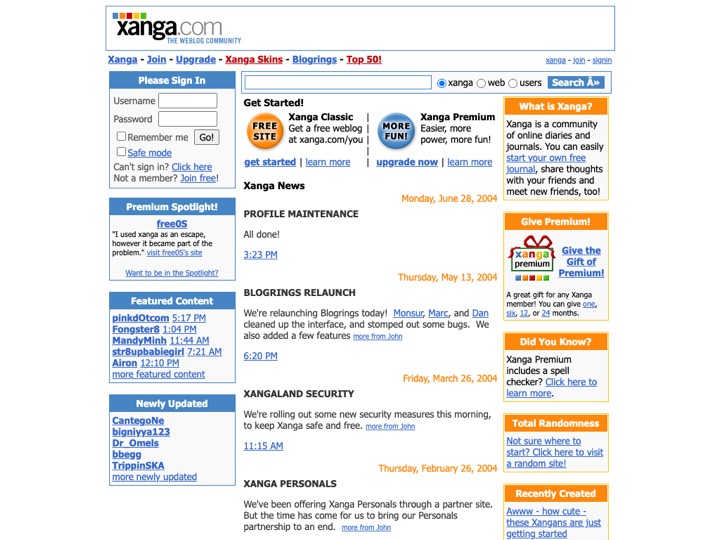 xanga.com
THE WEBLOG COMMUNITY
Xanga - Join - Upgrade - Xanga Skins - Blogrings - Top 50!
xanga - join - signin
Please Sign In
Username
Password
Remember me Go!
Safe mode
Can't sign in? Click here
Not a member? Join free!
Premium Spotlight!
free0S
"I used xanga as an escape,
however it became part of the
problem." visit free0S's site
Want to be in the Spotlight?
Featured Content
pinkdOtcom 5:17 PM
Fongster8 1:04 PM
MandyMinh 11:44 AM
str8upbabiegirl 7:21 AM
Airon 12:10 PM
more featured content
Newly Updated
CantegoNe
bigniyya123
Dr_Omels
bbegg
TrippinSKA
more newly updated
xanga web users Search Â»
Get Started!
FREE
SITE
Xanga Classic
Get a free weblog
at xanga.com/you
get started | learn more
|
|
|
|
MORE
FUN!
Xanga Premium
Easier, more
power, more fun!
upgrade now | learn more
Xanga News
Monday, June 28, 2004
PROFILE MAINTENANCE
All done!
3:23 PM
Thursday, May 13, 2004
BLOGRINGS RELAUNCH
We're relaunching Blogrings today! Monsur, Marc, and Dan
cleaned up the interface, and stomped out some bugs. We
also added a few features more from John
6:20 PM
Friday, March 26, 2004
XANGALAND SECURITY
We're rolling out some new security measures this morning,
to keep Xanga safe and free. more from John
11:15 AM
Thursday, February 26, 2004
XANGA PERSONALS
We've been offering Xanga Personals through a partner site.
But the time has come for us to bring our Personals
partnership to an end. more from John
What is Xanga?
Xanga is a community
of online diaries and
journals. You can easily
start your own free
journal, share thoughts
with your friends and
meet new friends, too!
Give Premium!
xanga
premium
Give the
Gift of
Premium!
A great gift for any Xanga
member! You can give one,
six, 12, or 24 months.
Did You Know?
Xanga Premium
includes a spell
checker? Click here to
learn more.
Total Randomness
Not sure where to
start? Click here to visit
a random site!
Recently Created
Awww - how cute -
these Xangans are just
getting started